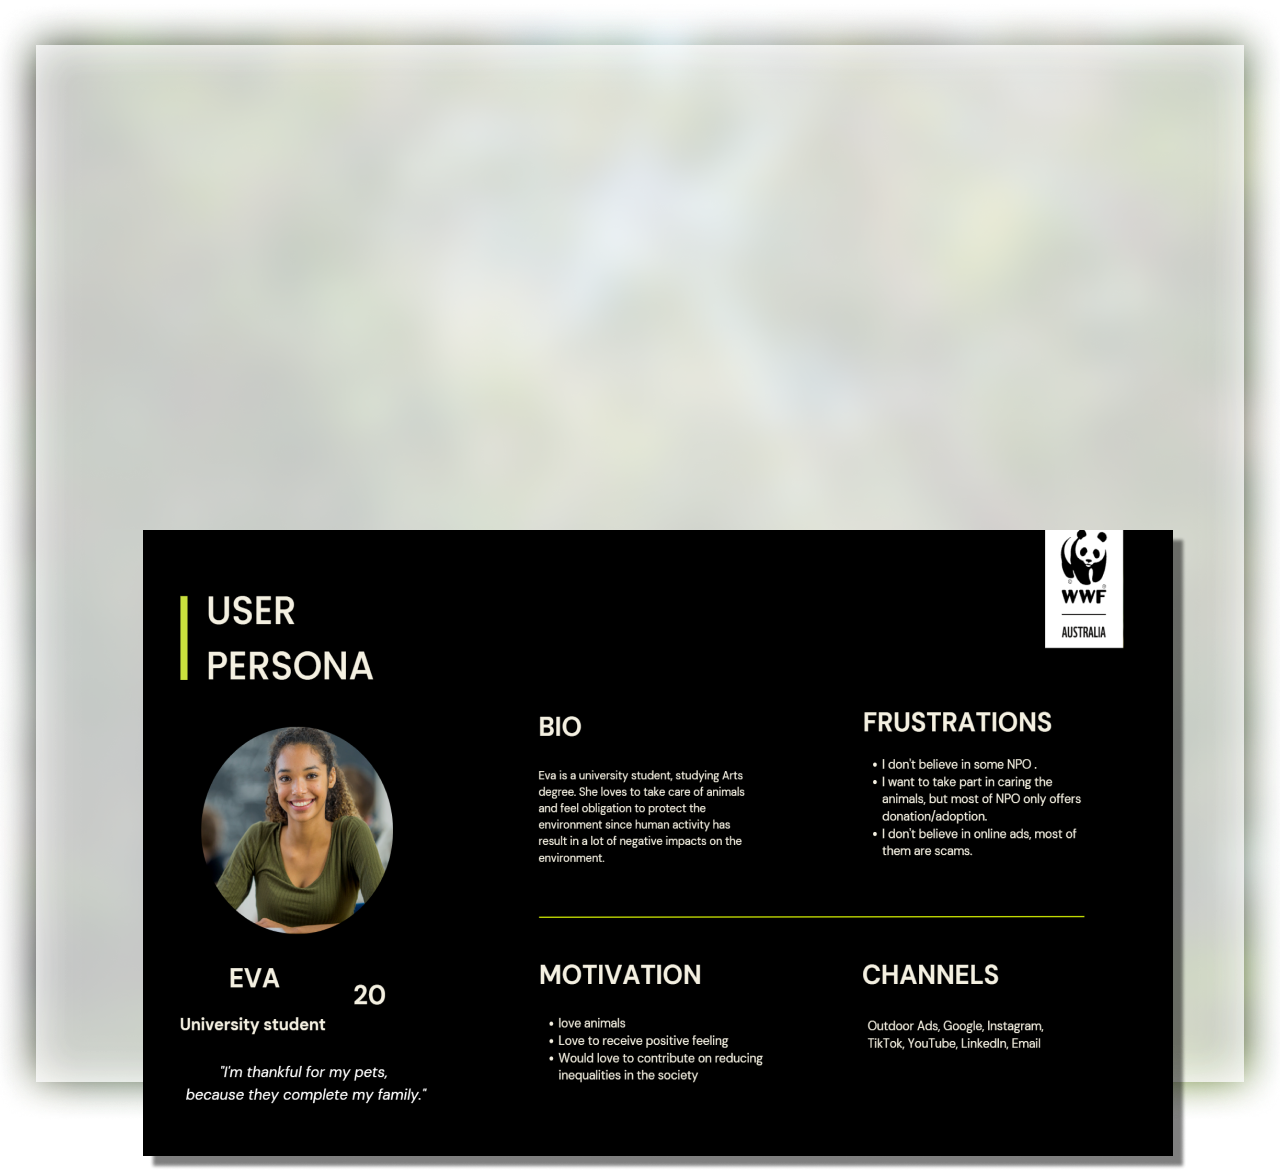 WWF
AUSTRALIA
USER
PERSONA
EVA
20
University student
"I'm thankful for my pets,
because they complete my family."
BIO
Eva is a university student, studying Arts
degree. She loves to take care of animals
and feel obligation to protect the
environment since human activity has
result in a lot of negative impacts on the
environment.
FRUSTRATIONS
• I don't believe in some NPO .
• I want to take part in caring the
animals, but most of NPO only offers
donation/adoption.
• I don't believe in online ads, most of
them are scams.
MOTIVATION
• love animals
• Love to receive positive feeling
• Would love to contribute on reducing
inequalities in the society
CHANNELS
Outdoor Ads, Google, Instagram,
TikTok, YouTube, LinkedIn, Email